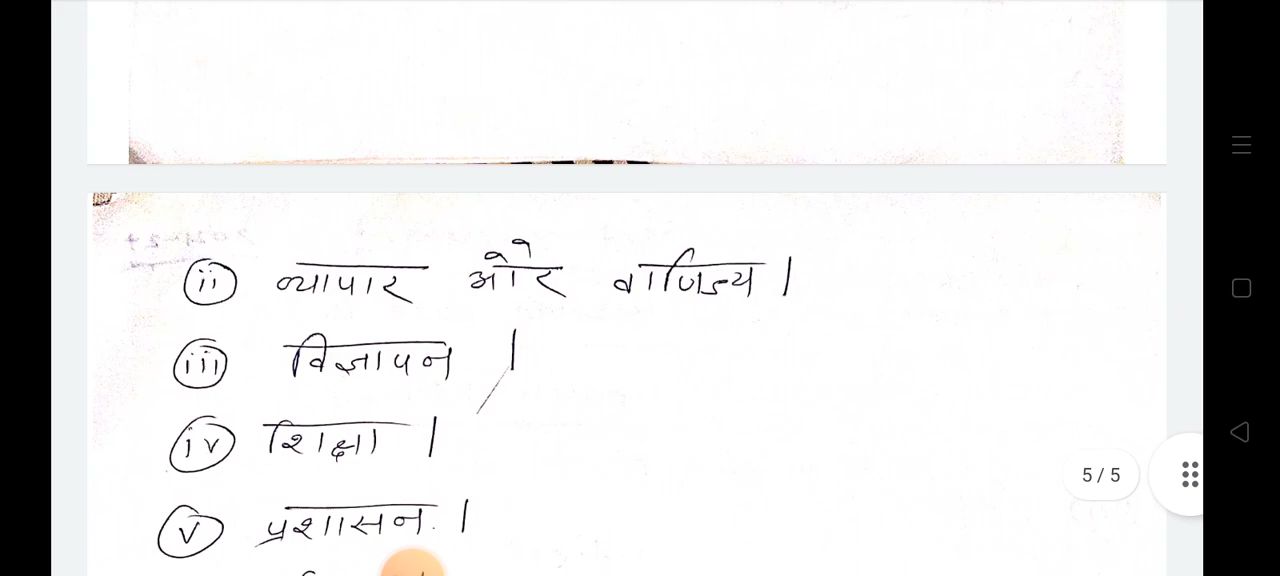 (ii) व्यापार और वाणिज्य ।
(iii) विज्ञापन ।
(iv) शिक्षा ।
5 / 5
(v) प्रशासन. ।